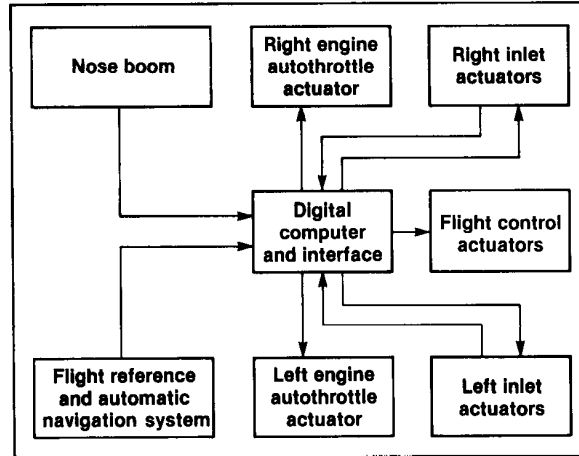 Nose boom
Right engine
autothrottle
actuator
Right inlet
actuators
Digital
computer
and interface
Flight control
actuators
Flight reference
and automatic
navigation system
Left engine
autothrottle
actuator
Left inlet
actuators